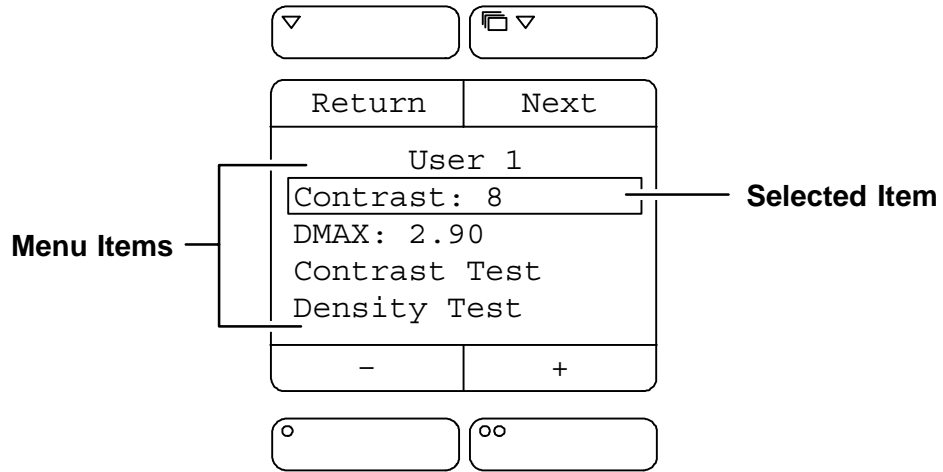 Return Next
User 1
Contrast: 8
Selected Item
DMAX: 2.90
Menu Items
Contrast Test
Density Test
- +